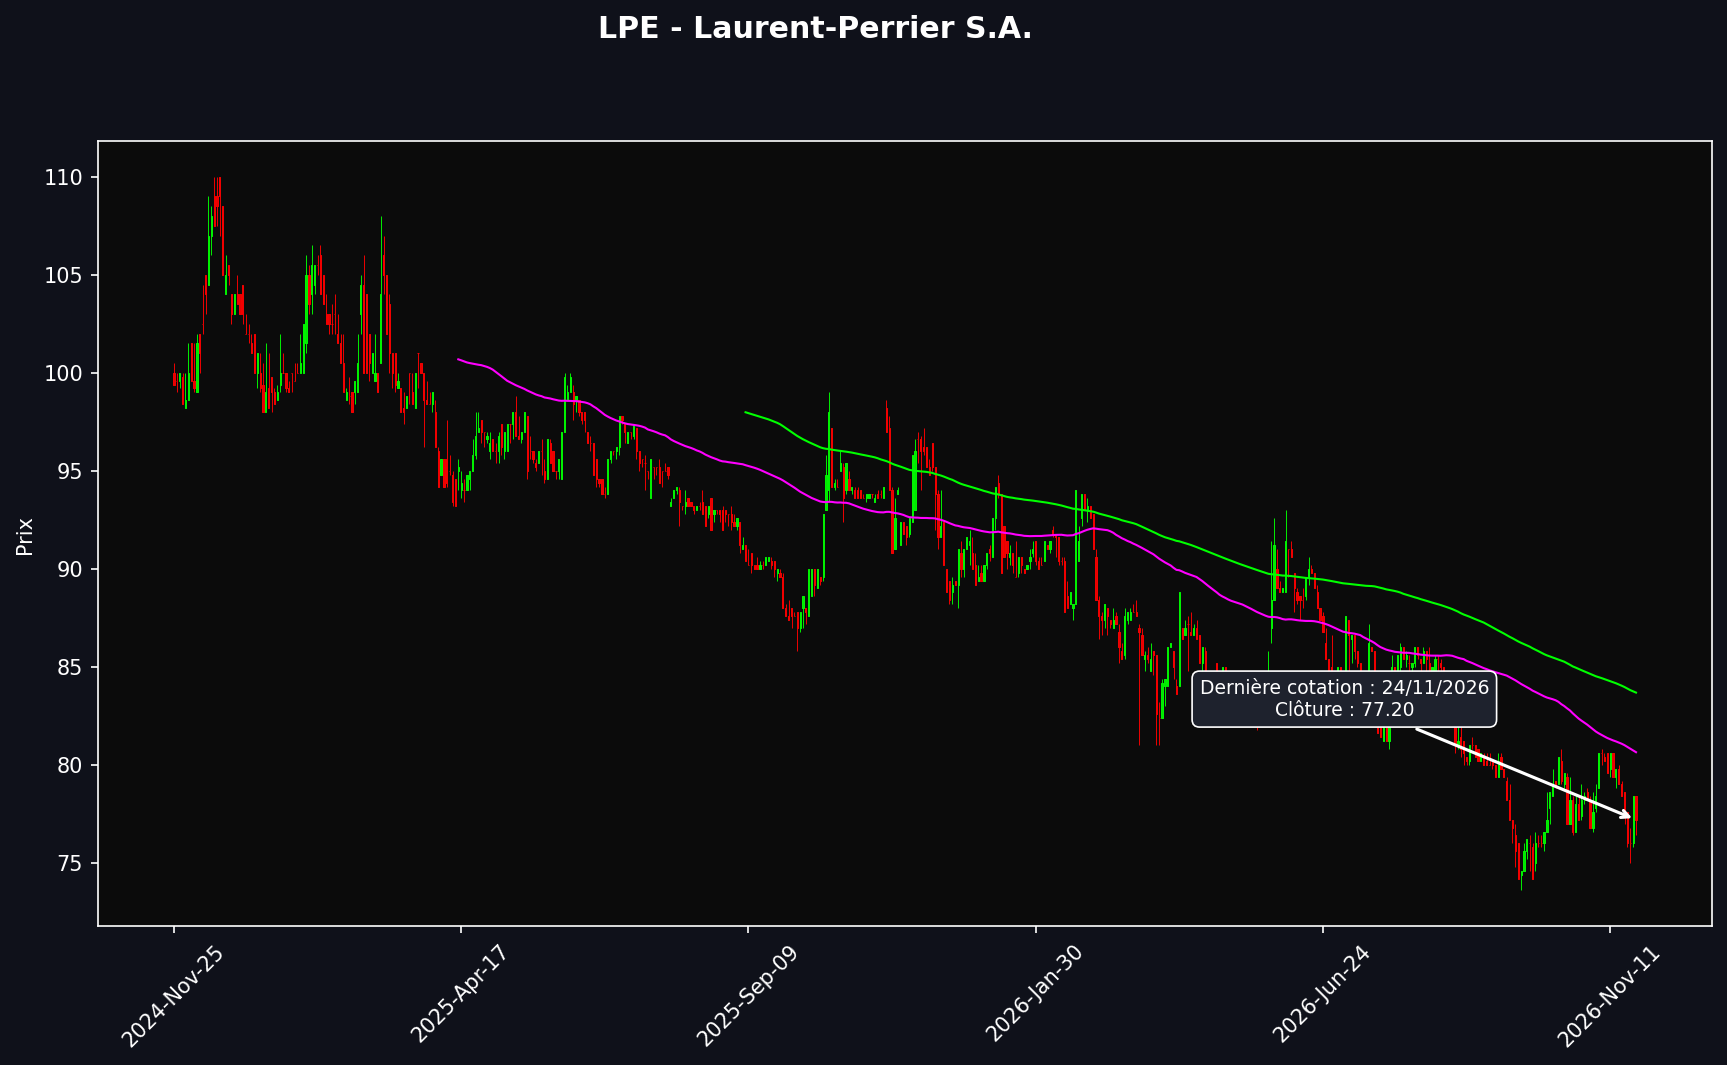 LPE - Laurent-Perrier S.A.
Prix
110
105
100
95
90
85
80
75
Dernière cotation : 24/11/2026
Clôture : 77.20
2024-Nov-25
2025-Apr-17
2025-Sep-09
2026-Jan-30
2026-Jun-24
2026-Nov-11